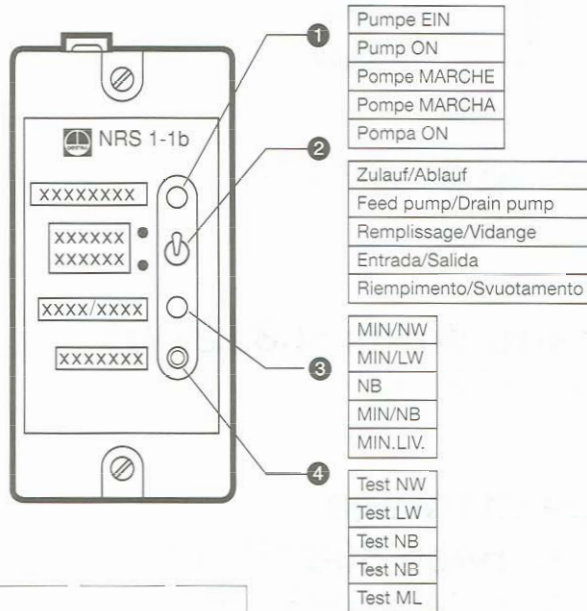 1
Pumpe EIN
Pump ON
Pompe MARCHE
Pompe MARCHA
Pompa ON
NRS 1-1b
2
XXXXXXXX
Zulauf/Ablauf
Feed pump/Drain pump
Remplissage/Vidange
Entrada/Salida
Riempimento/Svuotamento
XXXXXX
XXXXXX
XXXX/XXXX
XXXXXXX
3
MIN/NW
MIN/LW
NB
MIN/NB
MIN.LIV.
4
Test NW
Test LW
Test NB
Test NB
Test ML